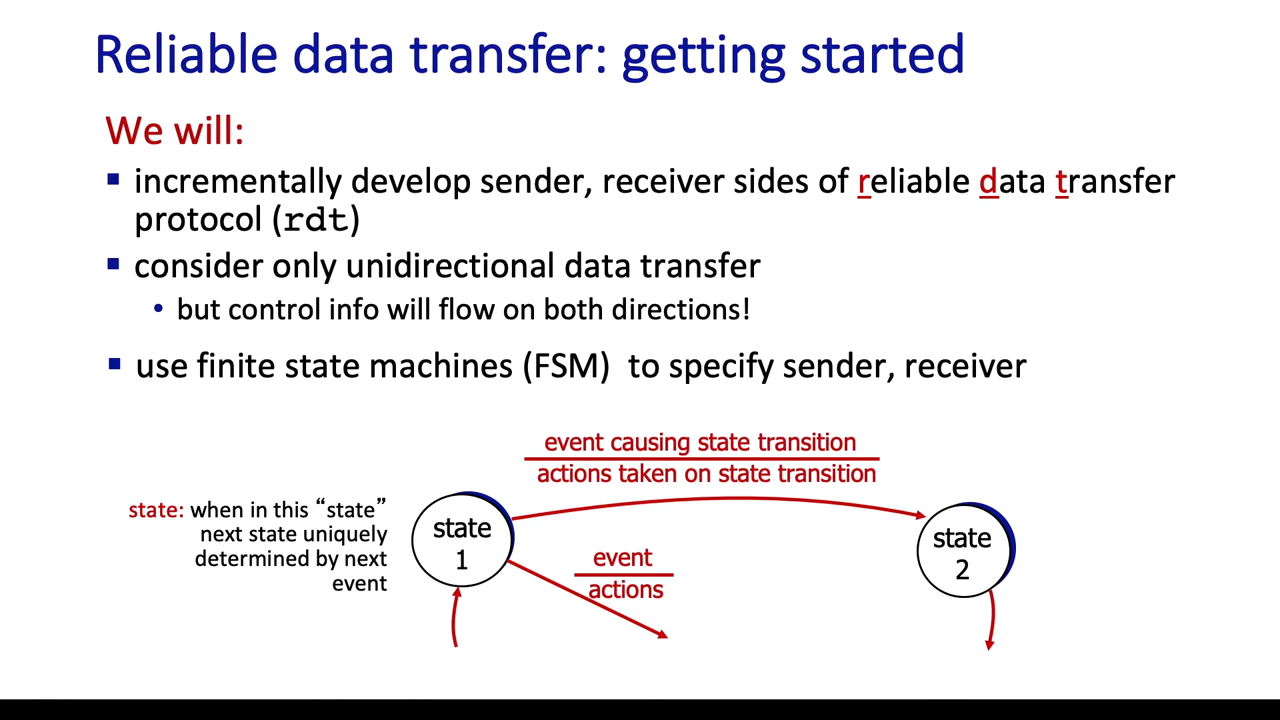 Reliable data transfer: getting started
We will:
▪ incrementally develop sender, receiver sides of reliable data transfer
protocol (rdt)
▪ consider only unidirectional data transfer
• but control info will flow on both directions!
▪ use finite state machines (FSM) to specify sender, receiver
event causing state transition
actions taken on state transition
state: when in this “state”
next state uniquely
determined by next
event
state
1
event
actions
state
2